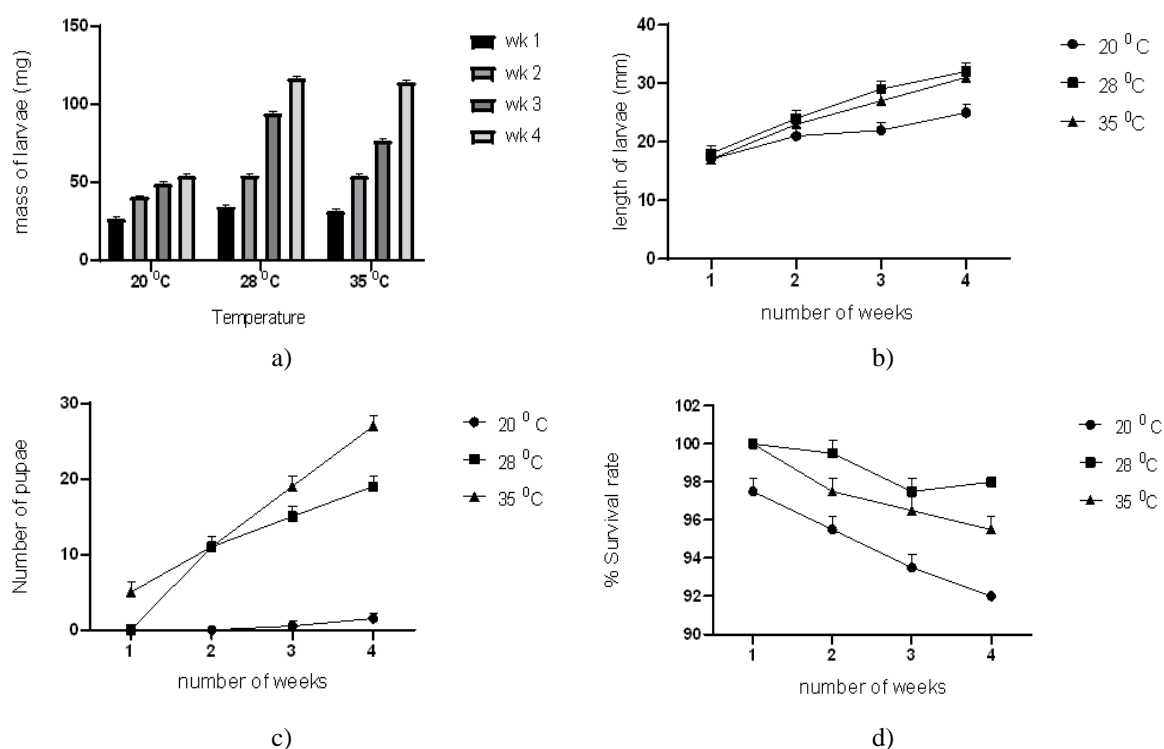 mass of larvae (mg)
150
100
50
0
20 ⁰C
28 ⁰C
35 ⁰C
Temperature
wk 1
wk 2
wk 3
wk 4
a)
length of larvae (mm)
40
30
20
10
0
1 2 3 4
number of weeks
20 ⁰ C
28 ⁰C
35 ⁰C
b)
Number of pupae
30
20
10
0
1 2 3 4
number of weeks
20 ⁰ C
28 ⁰C
35 ⁰C
c)
% Survival rate
102
100
98
96
94
92
90
1 2 3 4
number of weeks
20 ⁰ C
28 ⁰C
35 ⁰C
d)